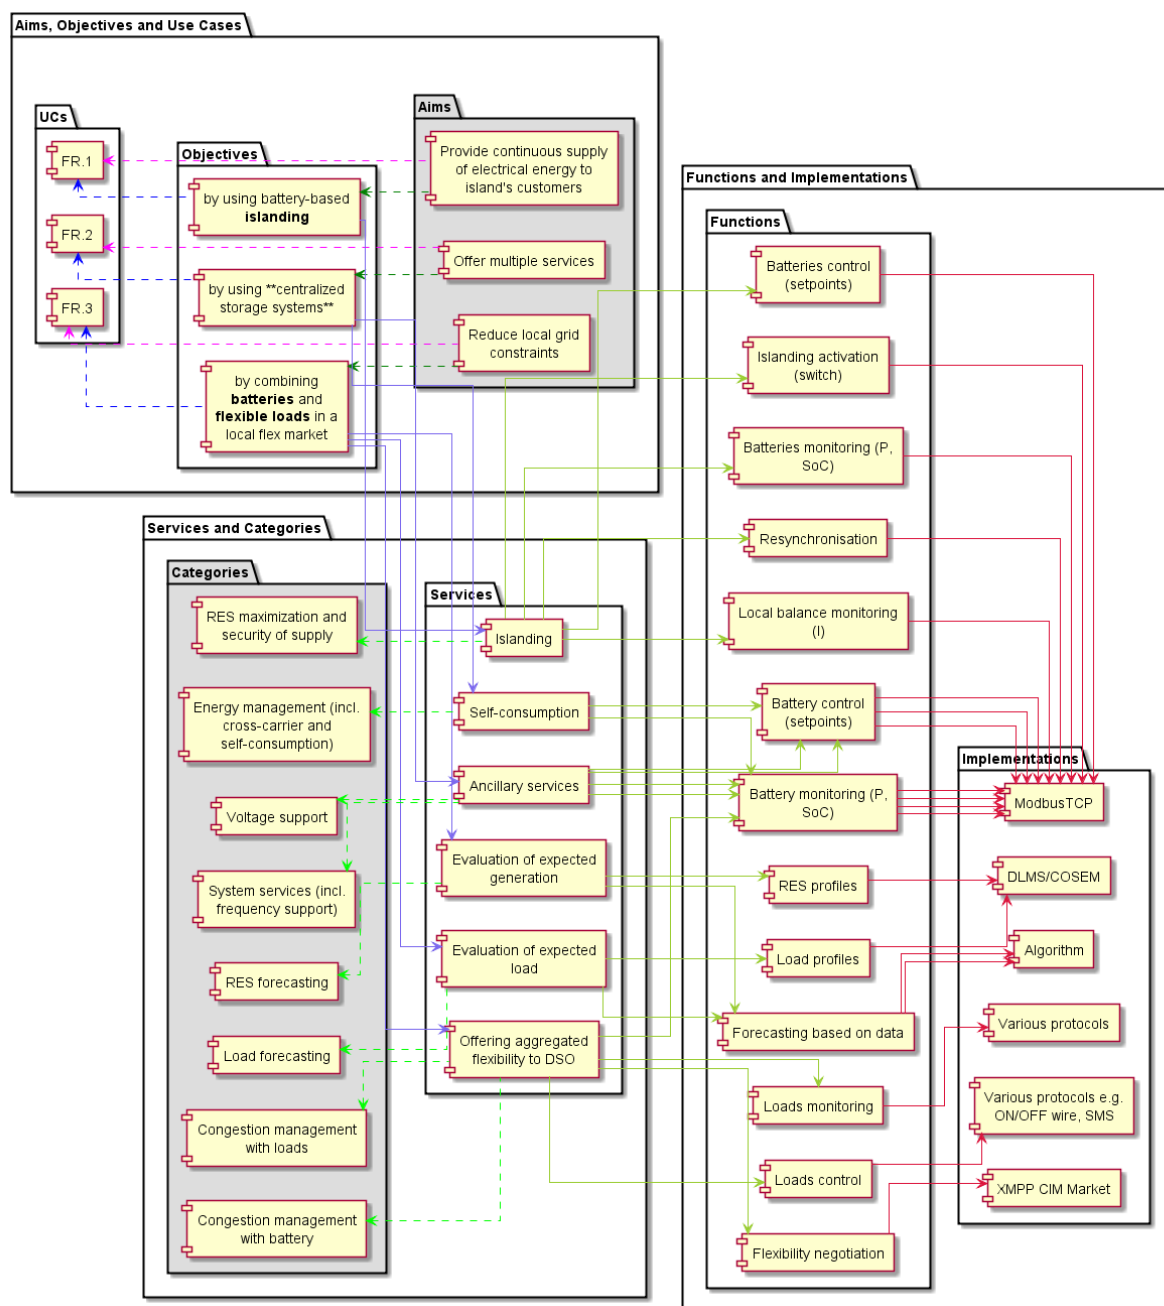 Aims, Objectives and Use Cases
UCs
FR.1
FR.2
FR.3
Objectives
by using battery-based
islanding
by using **centralized
storage systems**
by combining
batteries and
flexible loads in a
local flex market
Aims
Provide continuous supply
of electrical energy to
island's customers
Offer multiple services
Reduce local grid
constraints
Services and Categories
Categories
RES maximization and
security of supply
Energy management (incl.
cross-carrier and
self-consumption)
Voltage support
System services (incl.
frequency support)
RES forecasting
Load forecasting
Congestion management
with loads
Congestion management
with battery
Services
Islanding
Self-consumption
Ancillary services
Evaluation of expected
generation
Evaluation of expected
load
Offering aggregated
flexibility to DSO
Functions and Implementations
Functions
Batteries control
(setpoints)
Islanding activation
(switch)
Batteries monitoring (P,
SoC)
Resynchronisation
Local balance monitoring
(I)
Battery control
(setpoints)
Battery monitoring (P,
SoC)
RES profiles
Load profiles
Forecasting based on data
Loads monitoring
Loads control
Flexibility negotiation
Implementations
ModbusTCP
DLMS/COSEM
Algorithm
Various protocols
Various protocols e.g.
ON/OFF wire, SMS
XMPP CIM Market